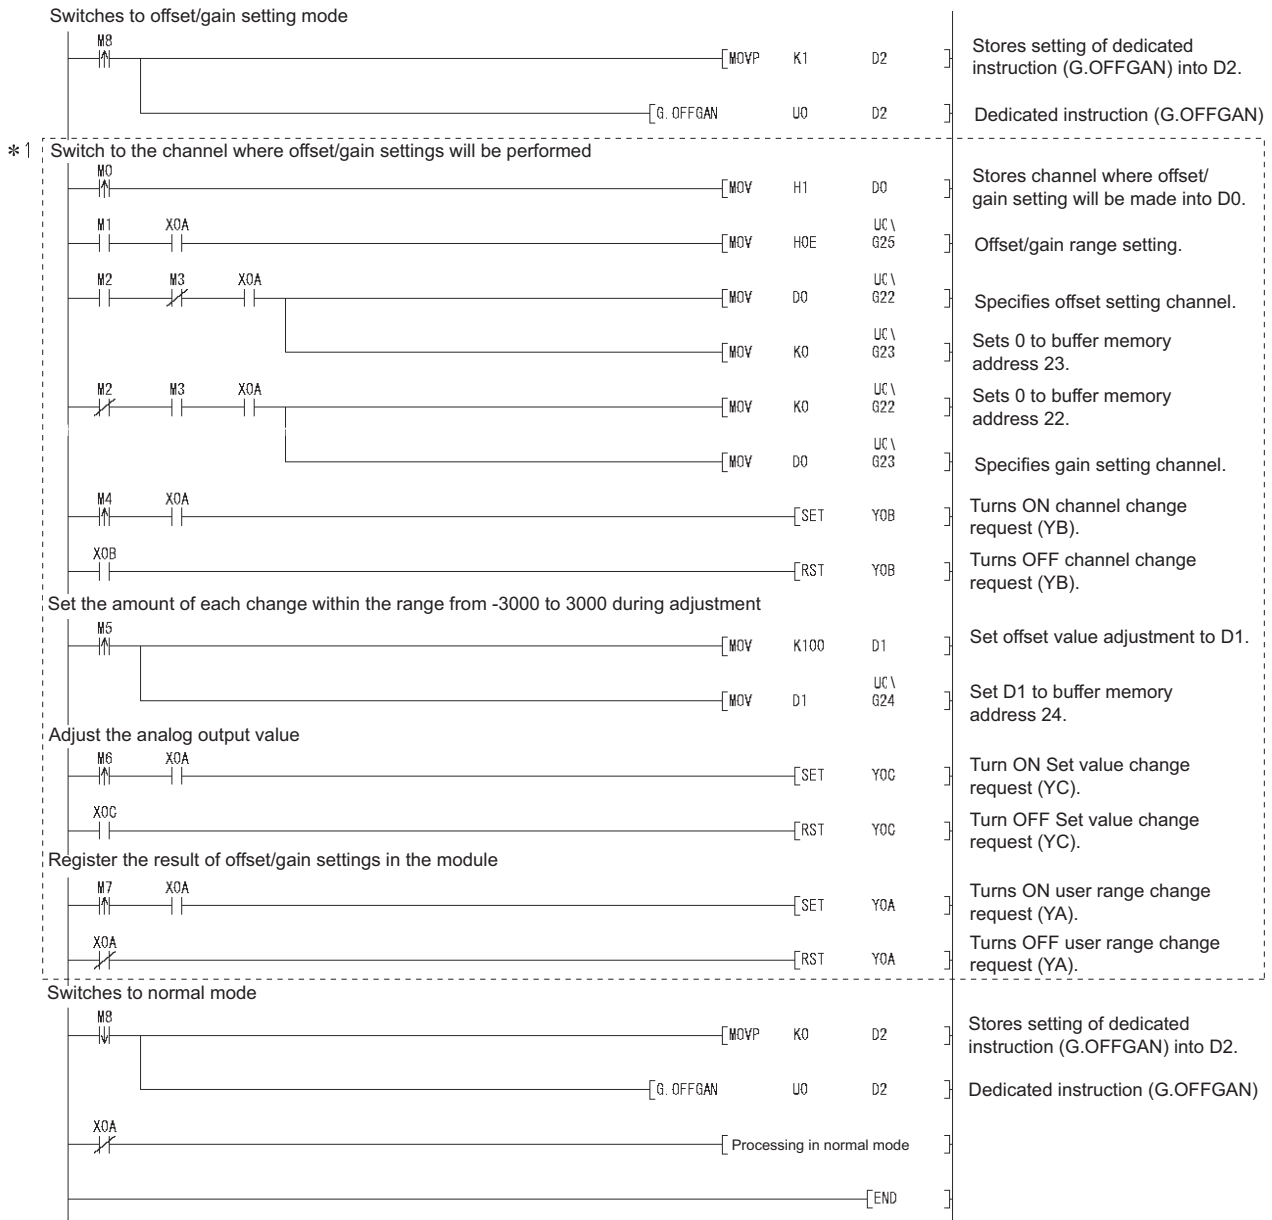 Switches to offset/gain setting mode
M8
MOVP K1 D2
Stores setting of dedicated
instruction (G.OFFGAN) into D2.
G.OFFGAN U0 D2
Dedicated instruction (G.OFFGAN)
*1 Switch to the channel where offset/gain settings will be performed
M0
MOV H1 D0
Stores channel where offset/
gain setting will be made into D0.
M1 X0A
MOV H0E U0\
G25
Offset/gain range setting.
M2 M3 X0A
MOV D0 U0\
G22
Specifies offset setting channel.
MOV K0 U0\
G23
Sets 0 to buffer memory
address 23.
M2 M3 X0A
MOV K0 U0\
G22
Sets 0 to buffer memory
address 22.
MOV D0 U0\
G23
Specifies gain setting channel.
M4 X0A
SET Y0B
Turns ON channel change
request (YB).
X0B
RST Y0B
Turns OFF channel change
request (YB).
Set the amount of each change within the range from -3000 to 3000 during adjustment
M5
MOV K100 D1
Set offset value adjustment to D1.
MOV D1 U0\
G24
Set D1 to buffer memory
address 24.
Adjust the analog output value
M6 X0A
SET Y0C
Turn ON Set value change
request (YC).
X0C
RST Y0C
Turn OFF Set value change
request (YC).
Register the result of offset/gain settings in the module
M7 X0A
SET Y0A
Turns ON user range change
request (YA).
X0A
RST Y0A
Turns OFF user range change
request (YA).
Switches to normal mode
M8
MOVP K0 D2
Stores setting of dedicated
instruction (G.OFFGAN) into D2.
G.OFFGAN U0 D2
Dedicated instruction (G.OFFGAN)
X0A
Processing in normal mode
END